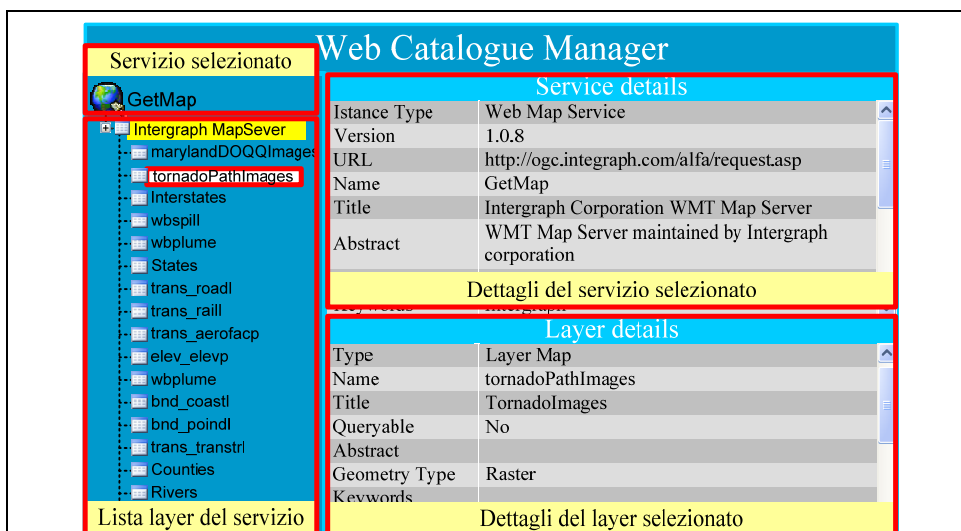 Web Catalogue Manager
Servizio selezionato
GetMap
Intergraph MapSever
marylandDOQQImages
tornadoPathImages
Interstates
wbspill
wbplume
States
trans_roadl
trans_raill
trans_aerofacp
elev_elevp
wbplume
bnd_coastl
bnd_poindl
trans_transtrl
Counties
Rivers
Lista layer del servizio
Service details
Istance Type Web Map Service
Version 1.0.8
URL http://ogc.integraph.com/alfa/request.asp
Name GetMap
Title Intergraph Corporation WMT Map Server
Abstract WMT Map Server maintained by Intergraph
corporation
Dettagli del servizio selezionato
Keywords Intergraph
Layer details
Type Layer Map
Name tornadoPathImages
Title TornadoImages
Queryable No
Abstract
Geometry Type Raster
Keywords
Dettagli del layer selezionato